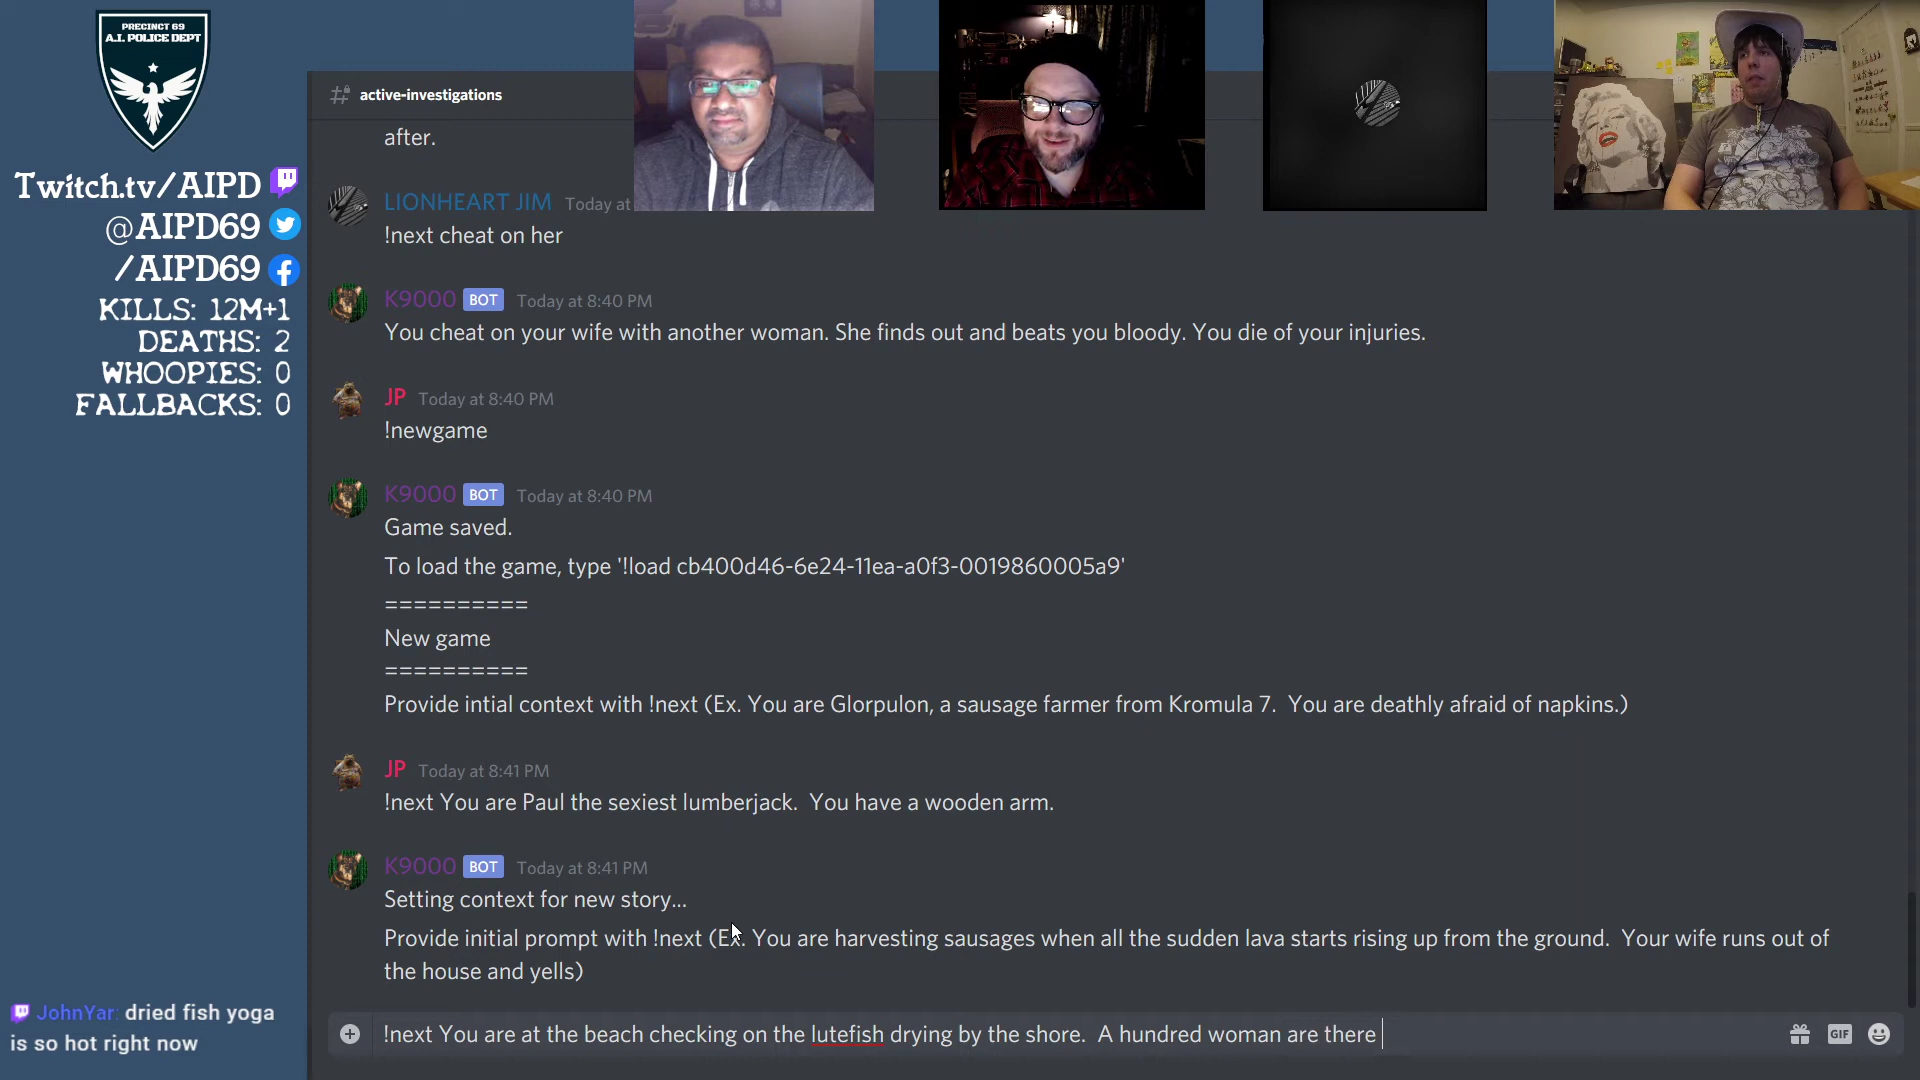 PRECINCT 69
A.I. POLICE DEPT
Twitch.tv/AIPD
@AIPD69
/AIPD69
KILLS: 12M+1
DEATHS: 2
WHOOPIES: 0
FALLBACKS: 0
active-investigations
after.
LIONHEART JIM Today at
!next cheat on her
K9000 BOT Today at 8:40 PM
You cheat on your wife with another woman. She finds out and beats you bloody. You die of your injuries.
JP Today at 8:40 PM
!newgame
K9000 BOT Today at 8:40 PM
Game saved.
To load the game, type '!load cb400d46-6e24-11ea-a0f3-0019860005a9'
==========
New game
==========
Provide intial context with !next (Ex. You are Glorpulon, a sausage farmer from Kromula 7.  You are deathly afraid of napkins.)
JP Today at 8:41 PM
!next You are Paul the sexiest lumberjack.  You have a wooden arm.
K9000 BOT Today at 8:41 PM
Setting context for new story...
Provide initial prompt with !next (Ex. You are harvesting sausages when all the sudden lava starts rising up from the ground.  Your wife runs out of
the house and yells)
!next You are at the beach checking on the lutefish drying by the shore.  A hundred woman are there
GIF
JohnYar: dried fish yoga
is so hot right now